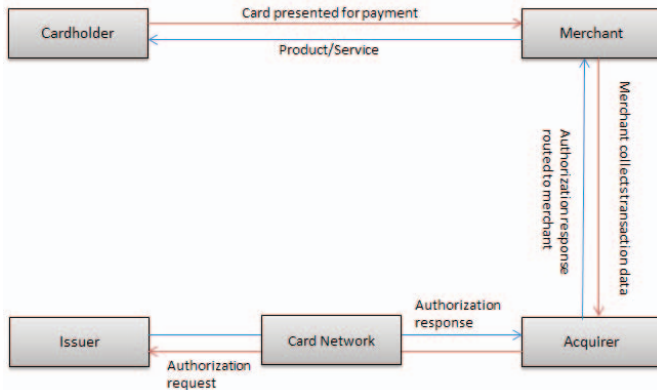 Card presented for payment
Cardholder
Merchant
Product/Service
Authorization response
routed to merchant
Merchant collects transaction data
Authorization
response
Issuer
Card Network
Acquirer
Authorization
request